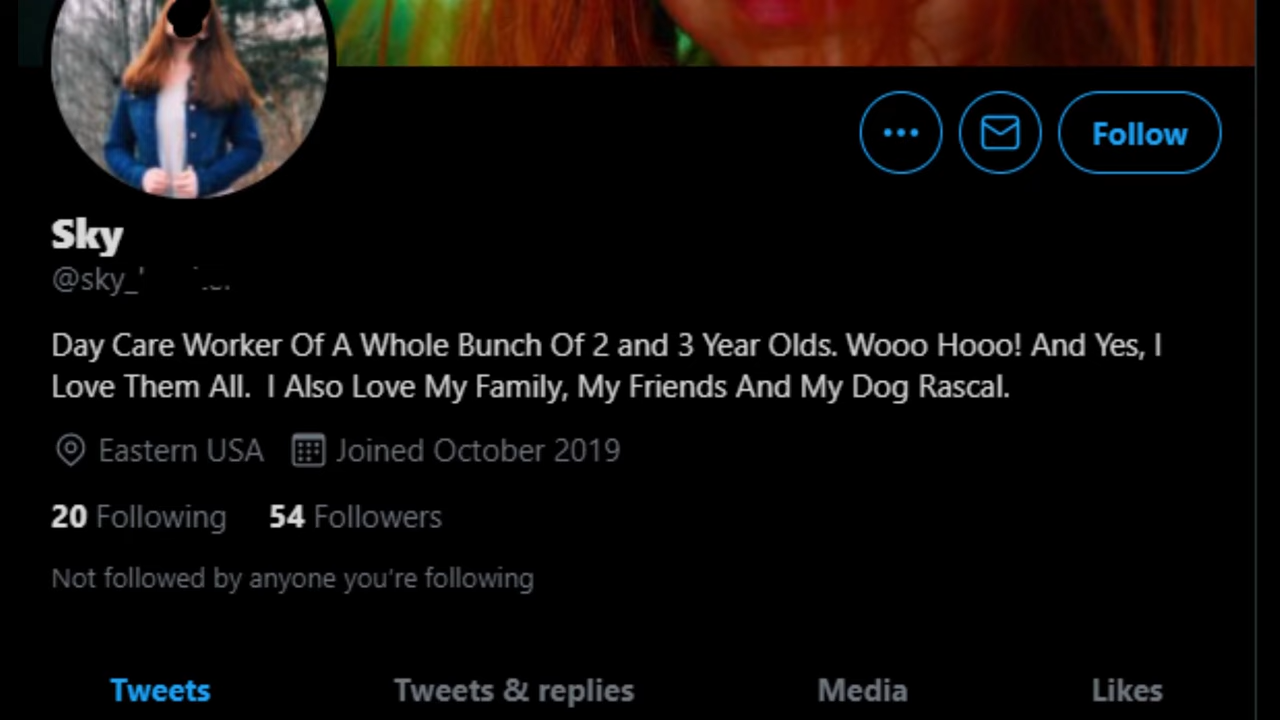 Follow
Sky
@sky_
Day Care Worker Of A Whole Bunch Of 2 and 3 Year Olds. Wooo Hooo! And Yes, I
Love Them All. I Also Love My Family, My Friends And My Dog Rascal.
Eastern USA Joined October 2019
20 Following 54 Followers
Not followed by anyone you're following
Tweets Tweets & replies Media Likes